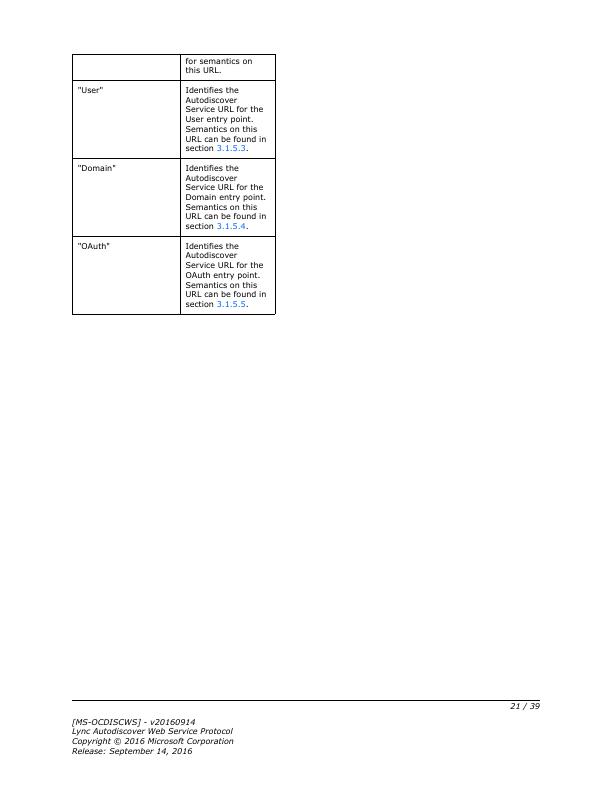 for semantics on
this URL.
"User"
Identifies the
Autodiscover
Service URL for the
User entry point.
Semantics on this
URL can be found in
section 3.1.5.3.
"Domain"
Identifies the
Autodiscover
Service URL for the
Domain entry point.
Semantics on this
URL can be found in
section 3.1.5.4.
"OAuth"
Identifies the
Autodiscover
Service URL for the
OAuth entry point.
Semantics on this
URL can be found in
section 3.1.5.5.
21 / 39
[MS-OCDISCWS] - v20160914
Lync Autodiscover Web Service Protocol
Copyright © 2016 Microsoft Corporation
Release: September 14, 2016